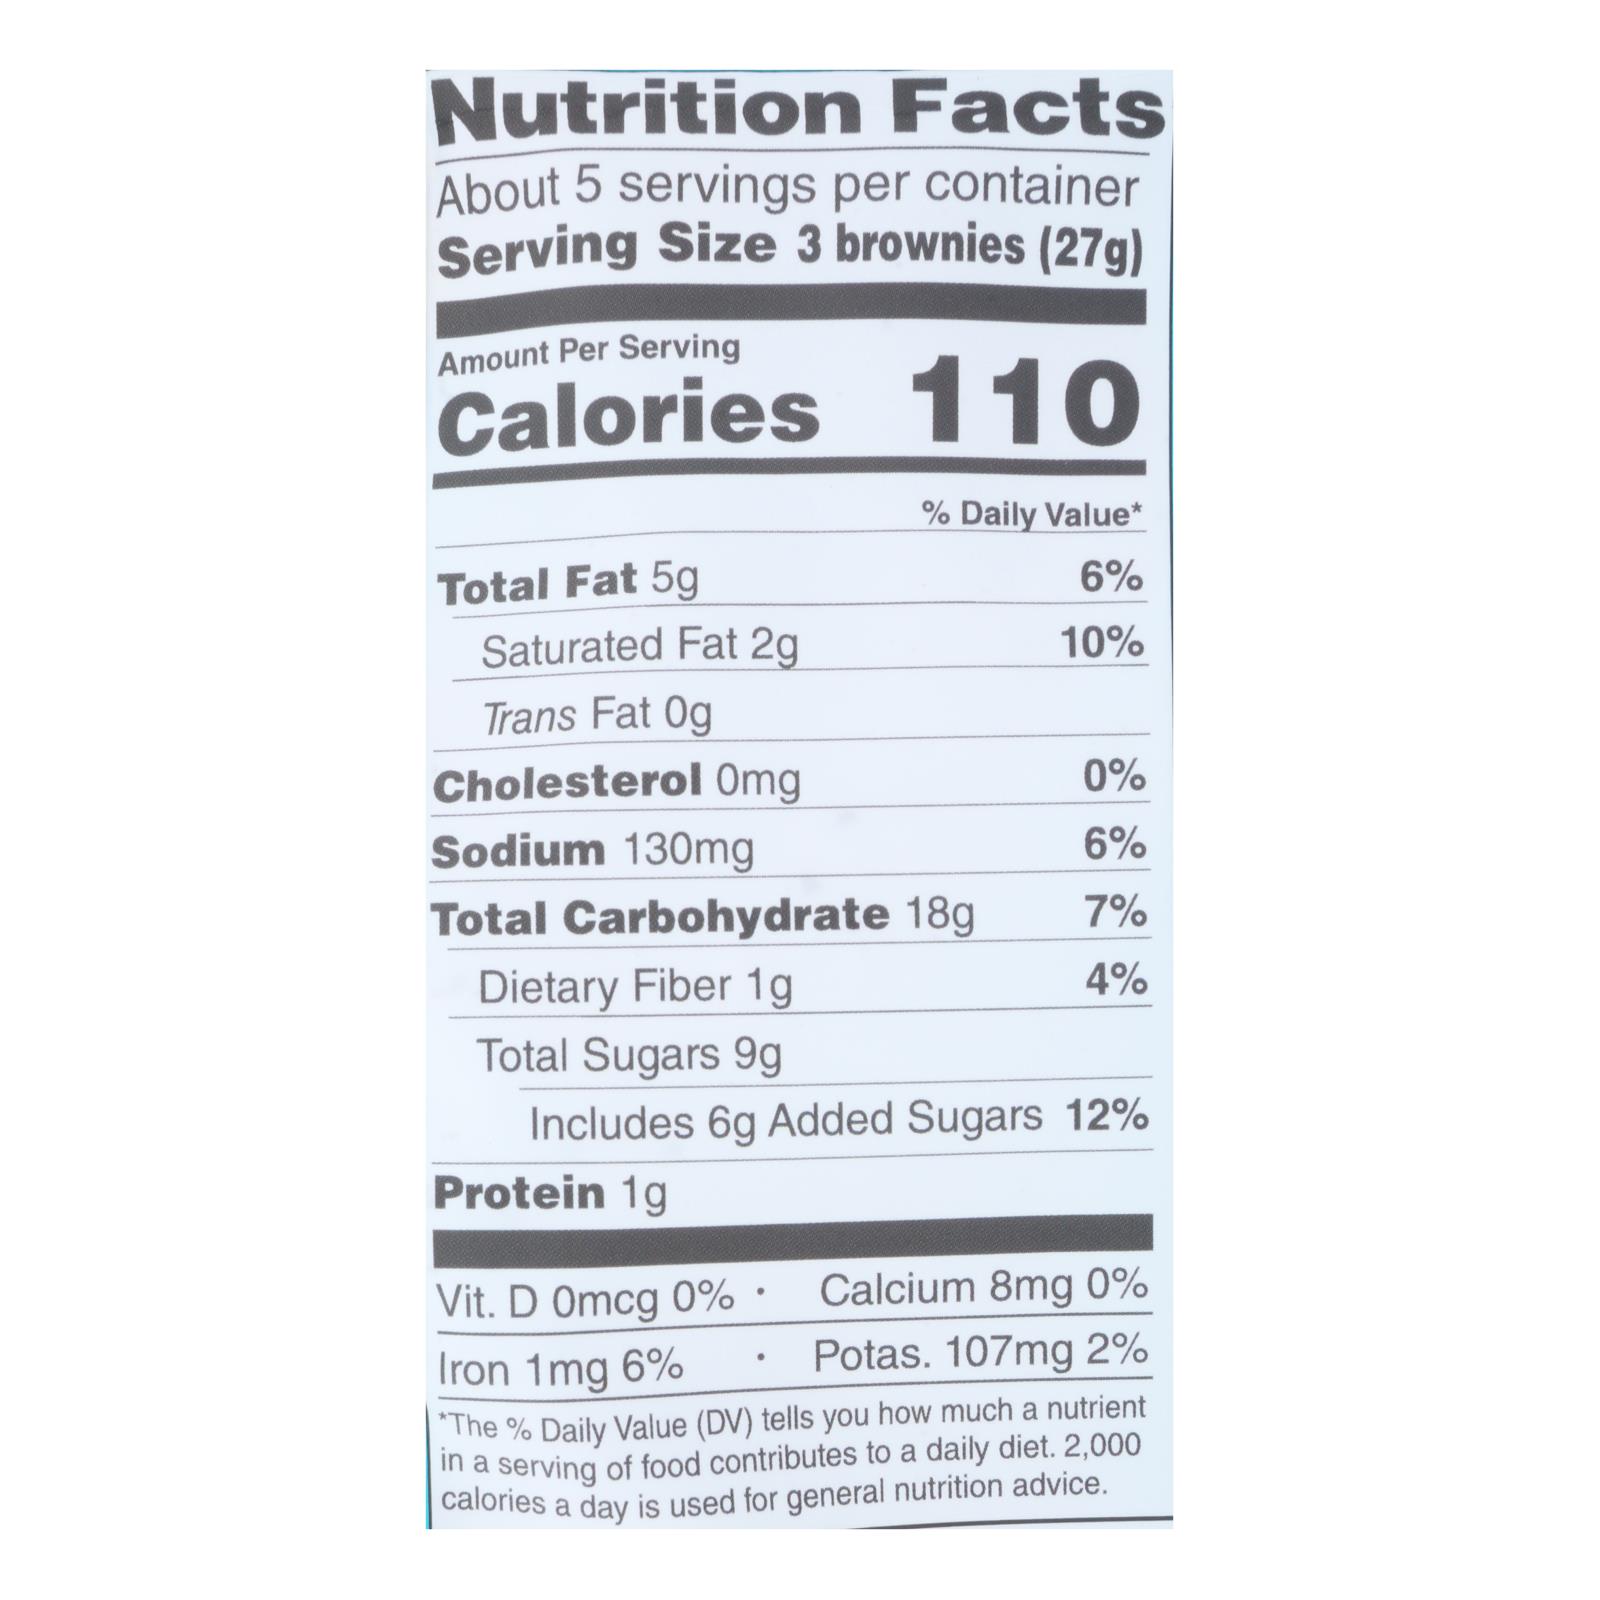 Nutrition Facts
About 5 servings per container
Serving Size 3 brownies (27g)
Amount Per Serving
Calories 110
% Daily Value*
Total Fat 5g 6%
Saturated Fat 2g 10%
Trans Fat 0g
Cholesterol 0mg 0%
Sodium 130mg 6%
Total Carbohydrate 18g 7%
Dietary Fiber 1g 4%
Total Sugars 9g
Includes 6g Added Sugars 12%
Protein 1g
Vit. D 0mcg 0% · Calcium 8mg 0%
Iron 1mg 6% · Potas. 107mg 2%
*The % Daily Value (DV) tells you how much a nutrient
in a serving of food contributes to a daily diet. 2,000
calories a day is used for general nutrition advice.